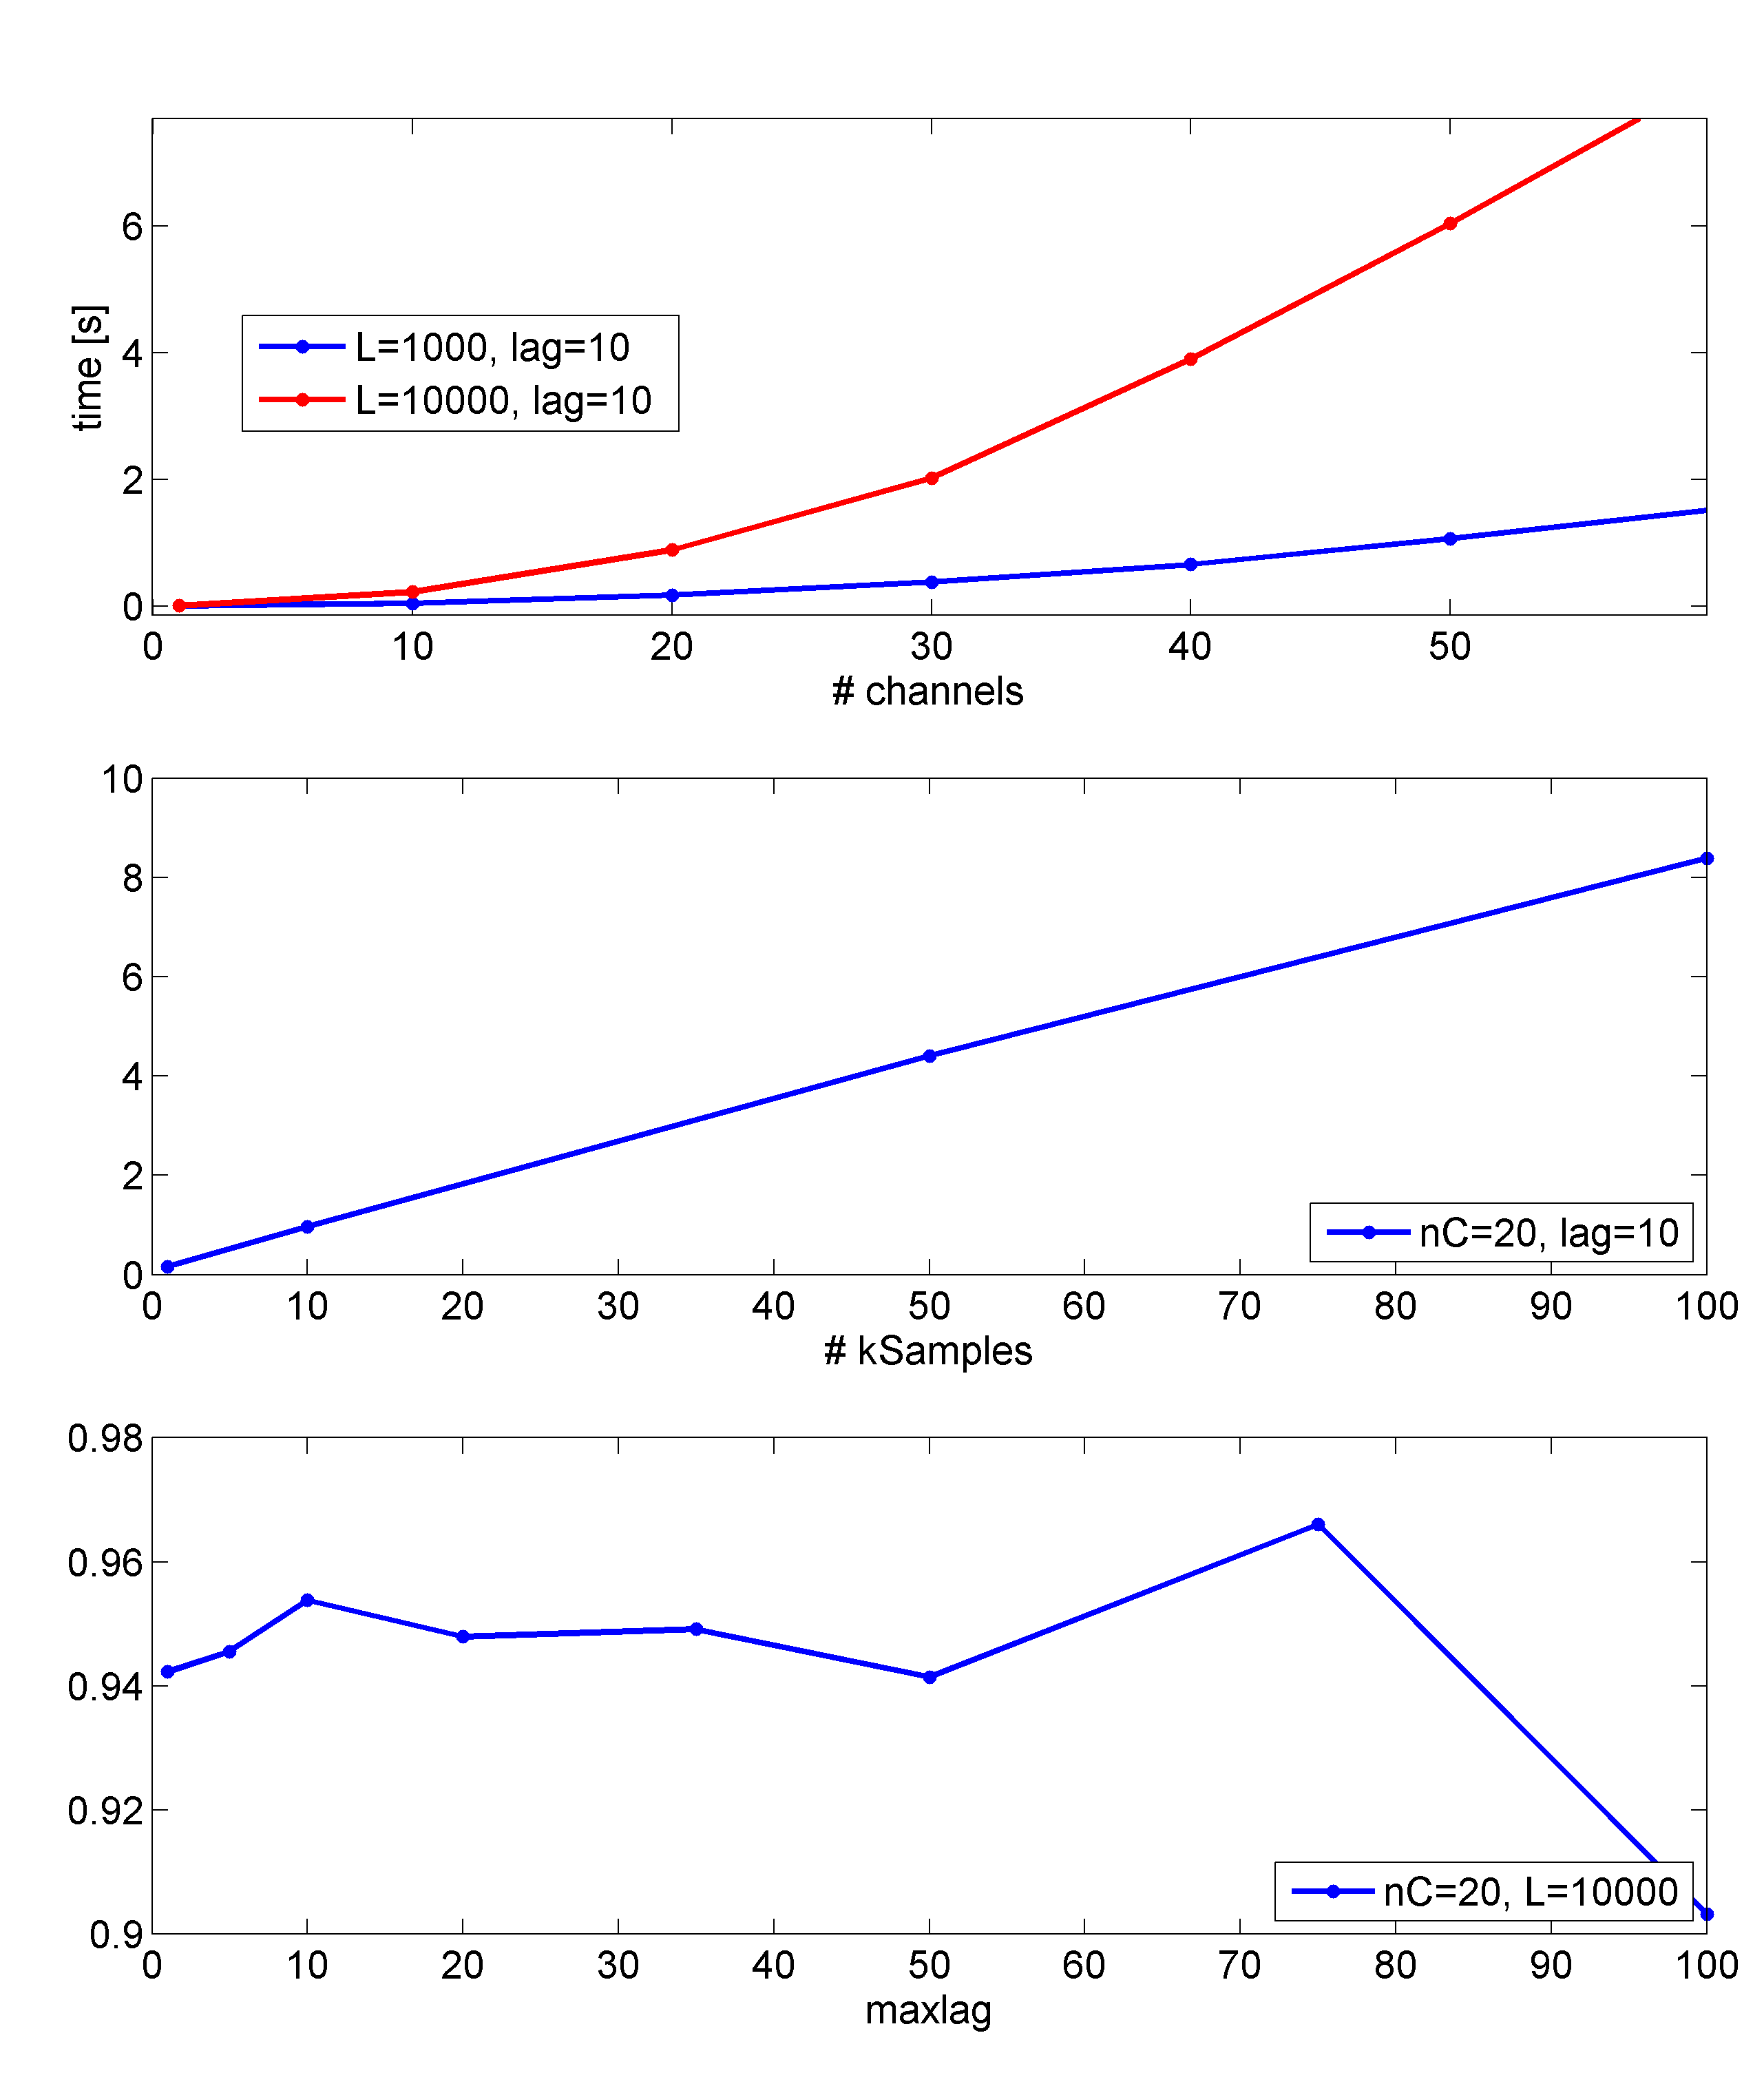 6
4
2
0
time [s]
L=1000, lag=10
L=10000, lag=10
0 10 20 30 40 50
# channels
10
8
6
4
2
0
nC=20, lag=10
0 10 20 30 40 50 60 70 80 90 100
# kSamples
0.98
0.96
0.94
0.92
0.9
nC=20, L=10000
0 10 20 30 40 50 60 70 80 90 100
maxlag